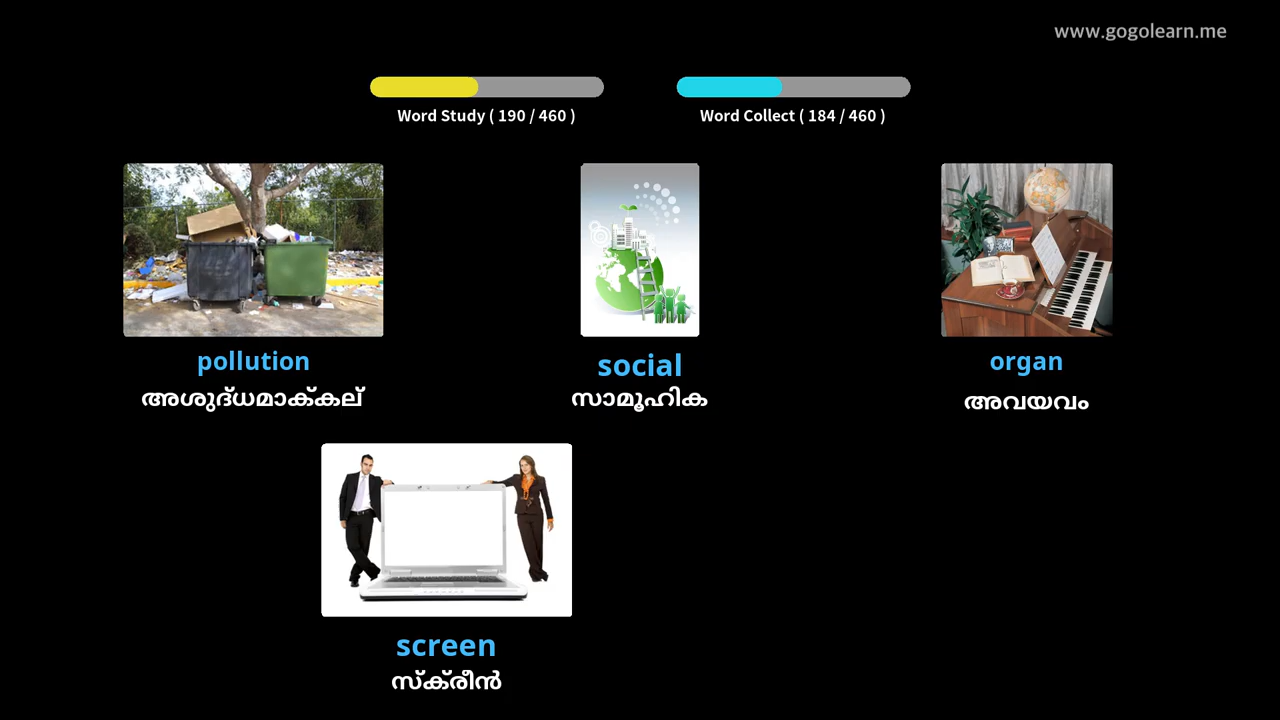 www.gogolearn.me
Word Study ( 190 / 460 )
Word Collect ( 184 / 460 )
pollution
അശുദ്ധമാക്കല്
social
സാമൂഹിക
organ
അവയവം
screen
സ്ക്രീൻ